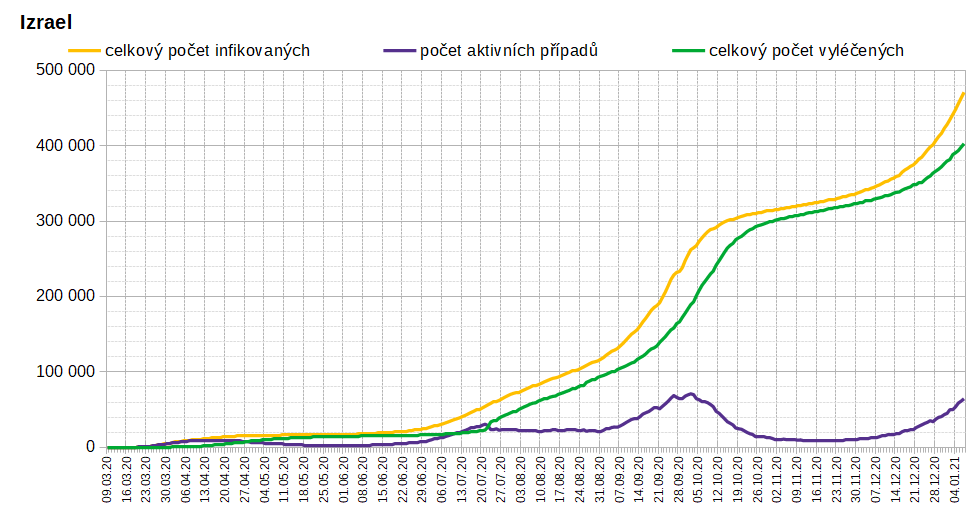 Izrael
celkový počet infikovaných počet aktivních případů celkový počet vyléčených
500 000
400 000
300 000
200 000
100 000
0
09.03.20 16.03.20 23.03.20 30.03.20 06.04.20 13.04.20 20.04.20 27.04.20 04.05.20 11.05.20 18.05.20 25.05.20 01.06.20 08.06.20 15.06.20 22.06.20 29.06.20 06.07.20 13.07.20 20.07.20 27.07.20 03.08.20 10.08.20 17.08.20 24.08.20 31.08.20 07.09.20 14.09.20 21.09.20 28.09.20 05.10.20 12.10.20 19.10.20 26.10.20 02.11.20 09.11.20 16.11.20 23.11.20 30.11.20 07.12.20 14.12.20 21.12.20 28.12.20 04.01.21